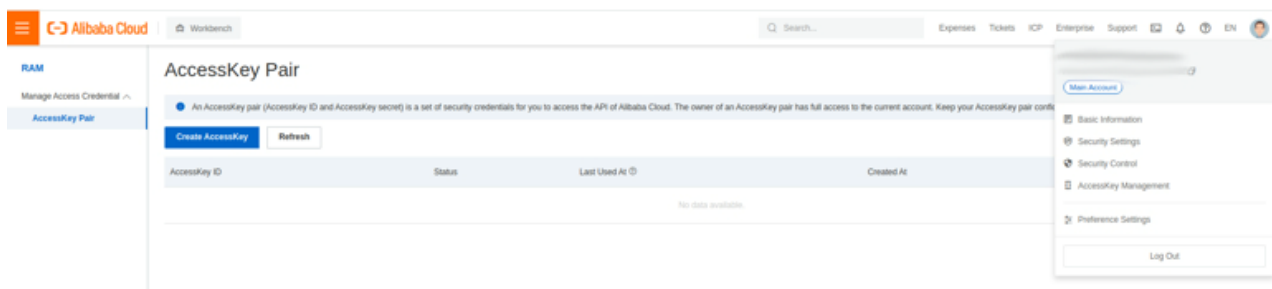 Alibaba Cloud
Workbench
Search...
Expenses Tickets ICP Enterprise Support EN
RAM
Manage Access Credential
AccessKey Pair
AccessKey Pair
An AccessKey pair (AccessKey ID and AccessKey secret) is a set of security credentials for you to access the API of Alibaba Cloud. The owner of an AccessKey pair has full access to the current account. Keep your AccessKey pair confi
Create AccessKey Refresh
AccessKey ID Status Last Used At Created At
No data available.
Main Account
Basic Information
Security Settings
Security Control
AccessKey Management
Preference Settings
Log Out